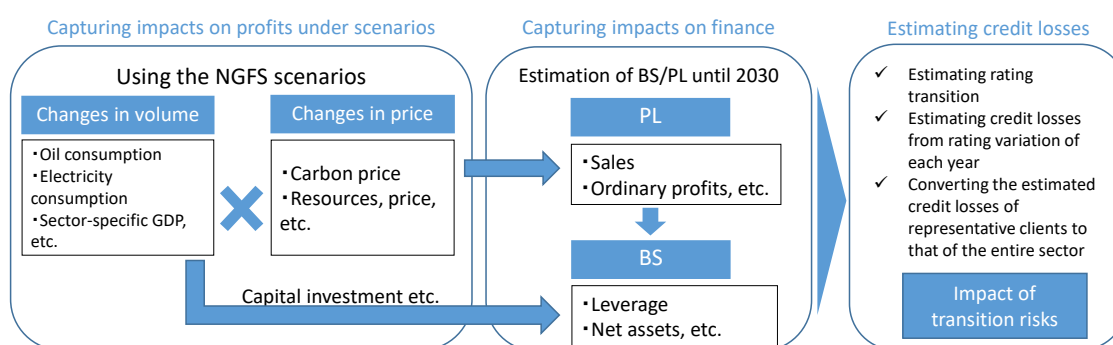 Capturing impacts on profits under scenarios
Using the NGFS scenarios
Changes in volume
・Oil consumption
・Electricity
consumption
・Sector-specific GDP,
etc.
Changes in price
・Carbon price
・Resources, price,
etc.
Capital investment etc.
Capturing impacts on finance
Estimation of BS/PL until 2030
PL
・Sales
・Ordinary profits, etc.
BS
・Leverage
・Net assets, etc.
Estimating credit losses
✓ Estimating rating
transition
✓ Estimating credit losses
from rating variation of
each year
✓ Converting the estimated
credit losses of
representative clients to
that of the entire sector
Impact of
transition risks